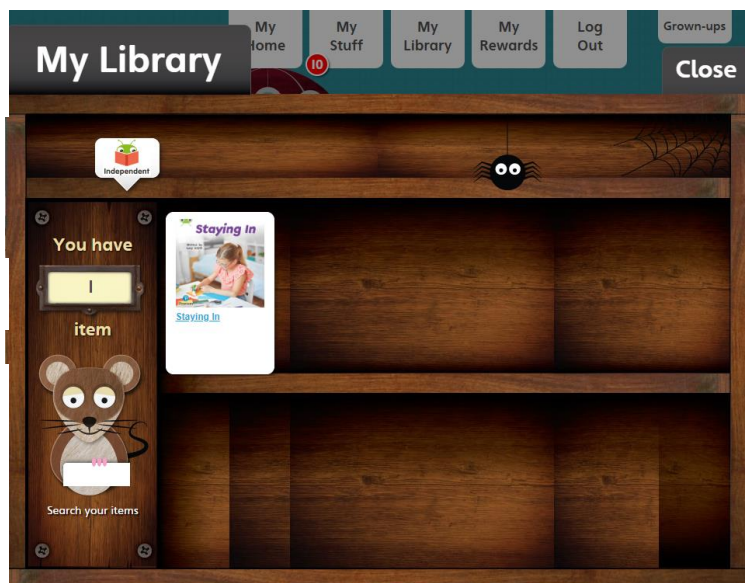 My Library
My
Home
My
Stuff
10
My
Library
My
Rewards
Log
Out
Grown-ups
Close
Independent
You have
1
item
Staying In
Staying In
Search your items